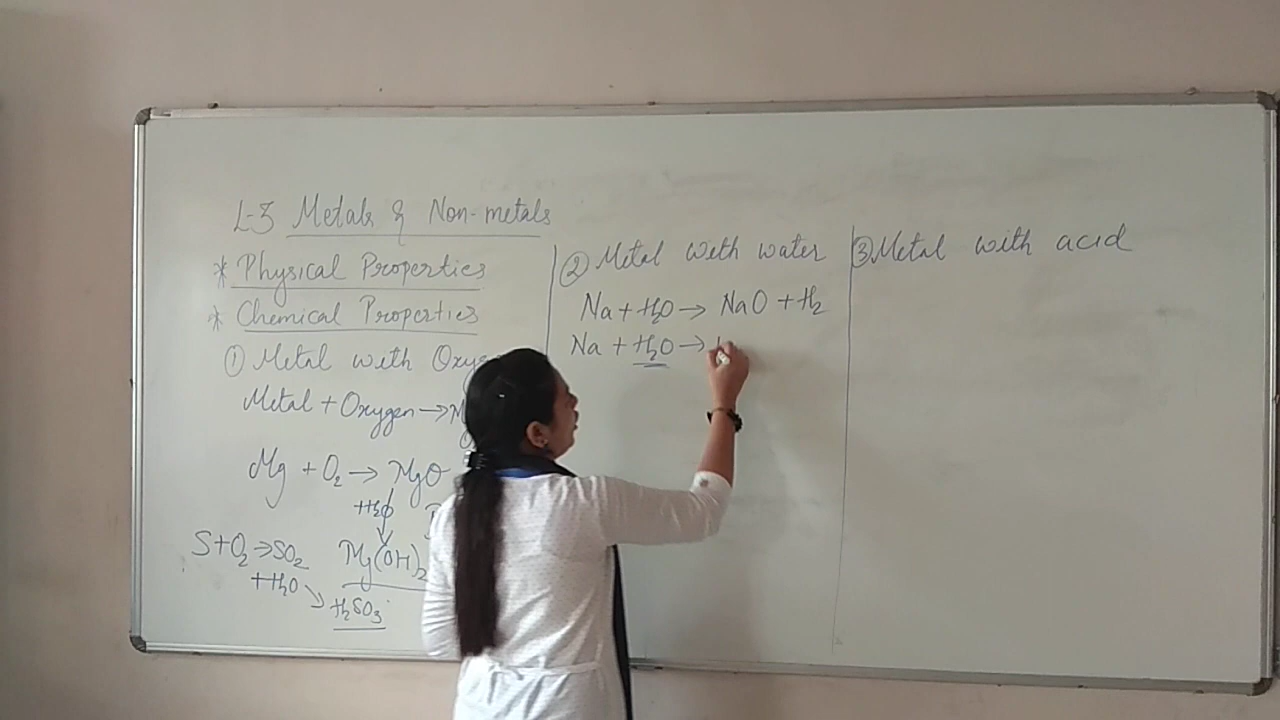 L-3 Metals & Non-metals
* Physical Properties
* Chemical Properties
① Metal with
Metal + Oxygen →
Mg + O₂ → MgO
+H₂O
Mg(OH)₂
S+O₂→SO₂
+H₂O
H₂SO₃
② Metal with water
Na + H₂O → NaO + H₂
Na + H₂O →
③ Metal with acid